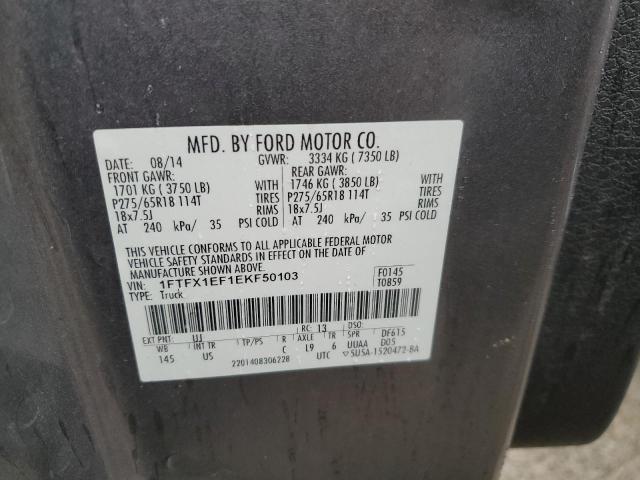 MFD. BY FORD MOTOR CO.
DATE: 08/14 GVWR: 3334 KG ( 7350 LB)
FRONT GAWR: REAR GAWR:
1701 KG ( 3750 LB) WITH 1746 KG ( 3850 LB) WITH
P275/65R18 114T TIRES P275/65R18 114T TIRES
18x7.5J RIMS 18x7.5J RIMS
AT 240 kPa/ 35 PSI COLD AT 240 kPa/ 35 PSI COLD
THIS VEHICLE CONFORMS TO ALL APPLICABLE FEDERAL MOTOR
VEHICLE SAFETY STANDARDS IN EFFECT ON THE DATE OF
MANUFACTURE SHOWN ABOVE.
VIN: 1FTFX1EF1EKF50103 F0145
TYPE: Truck T0859
EXT PNT: UJ RC: 13 DSO:
WB INT TR TP/PS R AXLE TR SPR DF615
145 US C L9 6 UUAA D05
2201408306228 UTC ▽SU5A-1520472-BA